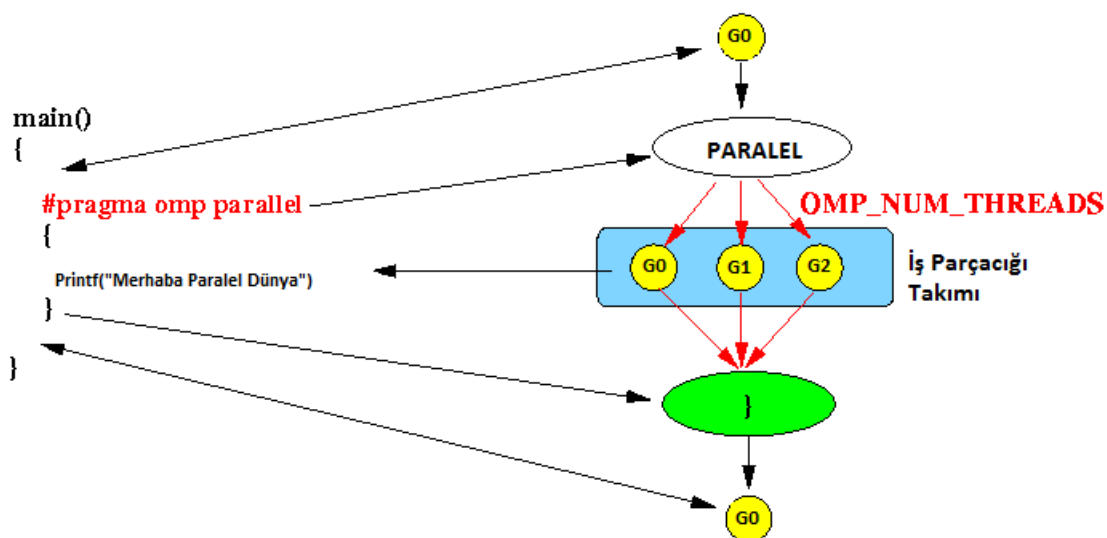 G0
main()
{
PARALEL
#pragma omp parallel
OMP_NUM_THREADS
{
G0 G1 G2
İş Parçacığı
Takımı
Printf("Merhaba Paralel Dünya")
}
}
}
G0